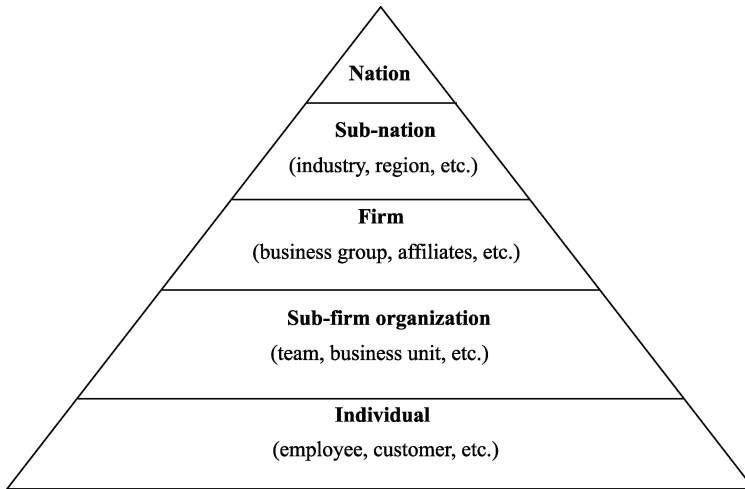 Nation
Sub-nation
(industry, region, etc.)
Firm
(business group, affiliates, etc.)
Sub-firm organization
(team, business unit, etc.)
Individual
(employee, customer, etc.)